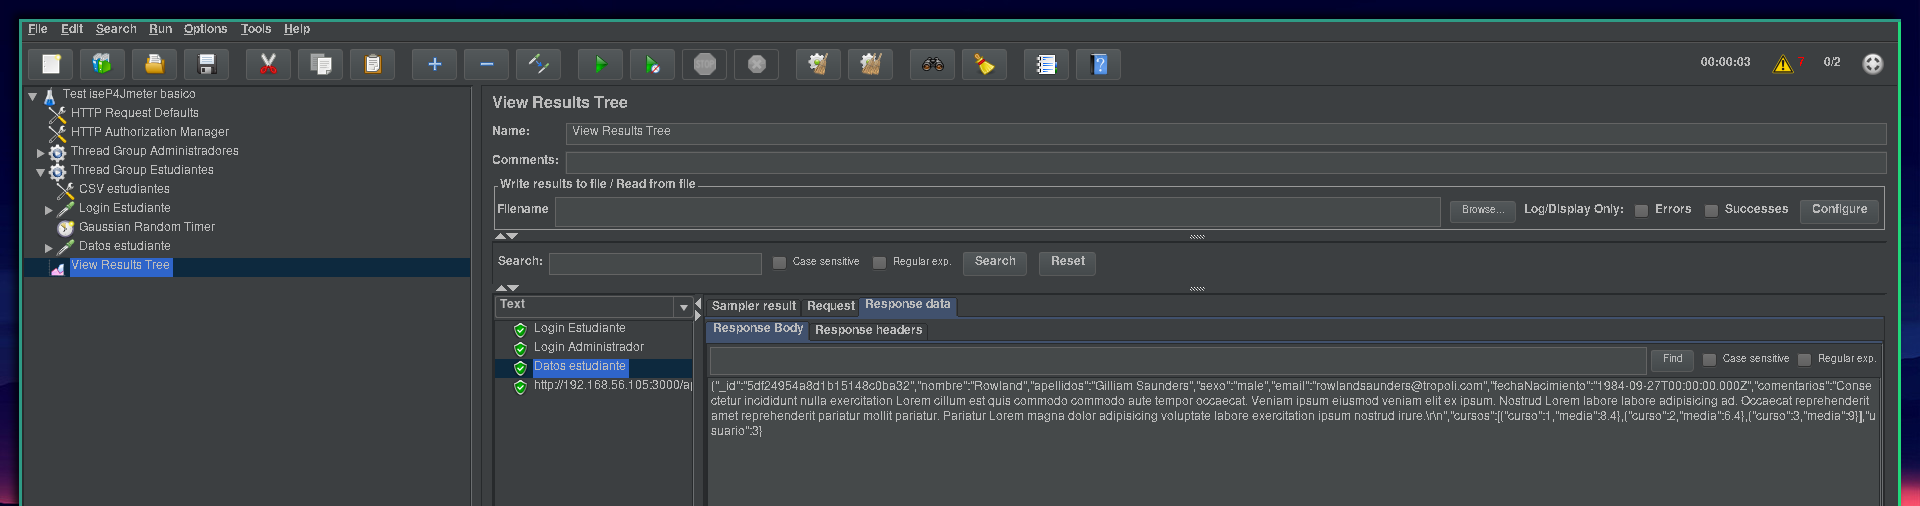 File Edit Search Run Options Tools Help
STOP
00:00:03 7 0/2
Test iseP4Jmeter basico
HTTP Request Defaults
HTTP Authorization Manager
Thread Group Administradores
Thread Group Estudiantes
CSV estudiantes
Login Estudiante
Gaussian Random Timer
Datos estudiante
View Results Tree
View Results Tree
Name: View Results Tree
Comments:
Write results to file / Read from file
Filename Browse... Log/Display Only: Errors Successes Configure
Search: Case sensitive Regular exp. Search Reset
Text
Login Estudiante
Login Administrador
Datos estudiante
http://192.168.56.105:3000/ap
Sampler result Request Response data
Response Body Response headers
Find Case sensitive Regular exp.
{"_id":"5df24954a8d1b15148c0ba32","nombre":"Rowland","apellidos":"Gilliam Saunders","sexo":"male","email":"rowlandsaunders@tropoli.com","fechaNacimiento":"1984-09-27T00:00:00.000Z","comentarios":"Conse
ctetur incididunt nulla exercitation Lorem cillum est quis commodo commodo aute tempor occaecat. Veniam ipsum eiusmod veniam elit ex ipsum. Nostrud Lorem labore labore adipisicing ad. Occaecat reprehenderit
amet reprehenderit pariatur mollit pariatur. Pariatur Lorem magna dolor adipisicing voluptate labore exercitation ipsum nostrud irure.\r\n","cursos":[{"curso":1,"media":8.4},{"curso":2,"media":6.4},{"curso":3,"media":9}],"u
suario":3}